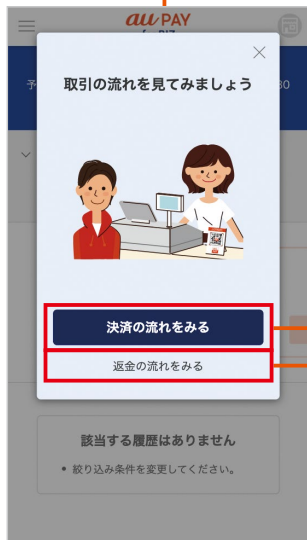 au PAY
for BIZ
予
30
取引の流れを見てみましょう
決済の流れをみる
返金の流れをみる
該当する履歴はありません
• 絞り込み条件を変更してください。